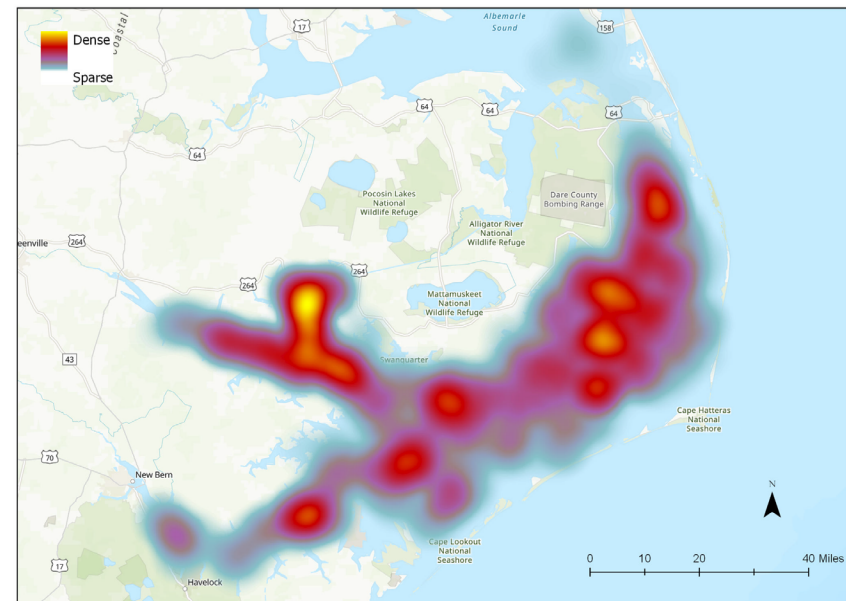 Dense
Sparse
Coastal
17
Albemarle
Sound
158
64
64
64
64
Pocosin Lakes
National
Wildlife Refuge
Dare County
Bombing Range
Alligator River
National
Wildlife Refuge
eenville
264
264
264
Mattamuskeet
National
Wildlife Refuge
43
Swanquarter
Cape Hatteras
National
Seashore
70
New Bern
N
Cape Lookout
National
Seashore
17
Havelock
0 10 20 40 Miles